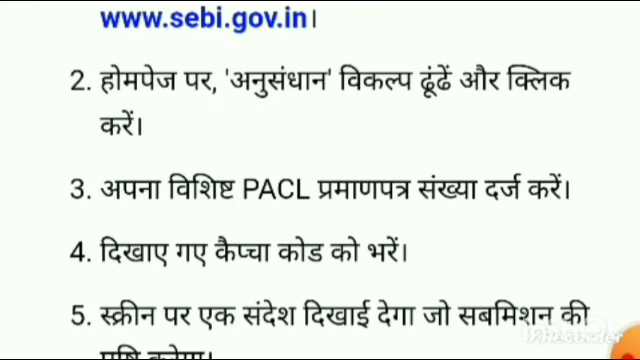 www.sebi.gov.in।
2. होमपेज पर, 'अनुसंधान' विकल्प ढूंढें और क्लिक
करें।
3. अपना विशिष्ट PACL प्रमाणपत्र संख्या दर्ज करें।
4. दिखाए गए कैप्चा कोड को भरें।
5. स्क्रीन पर एक संदेश दिखाई देगा जो सबमिशन की